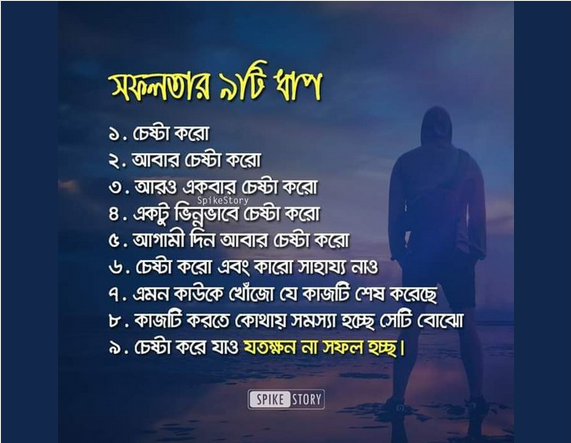 সফলতার ৯টি ধাপ
১. চেষ্টা করো
২. আবার চেষ্টা করো
৩. আরও একবার চেষ্টা করো
SpikeStory
৪. একটু ভিন্নভাবে চেষ্টা করো
৫. আগামী দিন আবার চেষ্টা করো
৬. চেষ্টা করো এবং কারো সাহায্য নাও
৭. এমন কাউকে খোঁজো যে কাজটি শেষ করেছে
৮. কাজটি করতে কোথায় সমস্যা হচ্ছে সেটি বোঝো
৯. চেষ্টা করে যাও যতক্ষন না সফল হচ্ছ।
SPIKE STORY